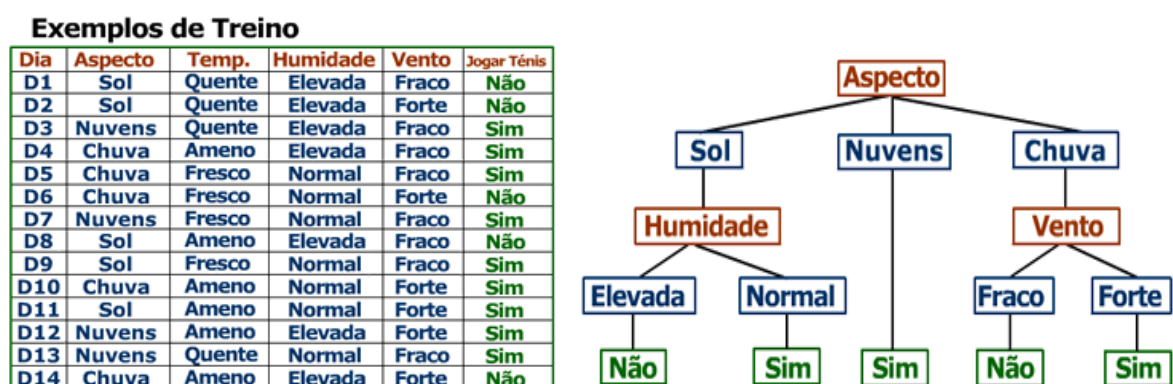 Exemplos de Treino
Dia Aspecto Temp. Humidade Vento Jogar Ténis
D1 Sol Quente Elevada Fraco Não
D2 Sol Quente Elevada Forte Não
D3 Nuvens Quente Elevada Fraco Sim
D4 Chuva Ameno Elevada Fraco Sim
D5 Chuva Fresco Normal Fraco Sim
D6 Chuva Fresco Normal Forte Não
D7 Nuvens Fresco Normal Fraco Sim
D8 Sol Ameno Elevada Fraco Não
D9 Sol Fresco Normal Fraco Sim
D10 Chuva Ameno Normal Forte Sim
D11 Sol Ameno Normal Forte Sim
D12 Nuvens Ameno Elevada Forte Sim
D13 Nuvens Quente Normal Fraco Sim
D14 Chuva Ameno Elevada Forte Não
Aspecto
Sol Nuvens Chuva
Humidade Vento
Elevada Normal Fraco Forte
Não Sim Sim Não Sim